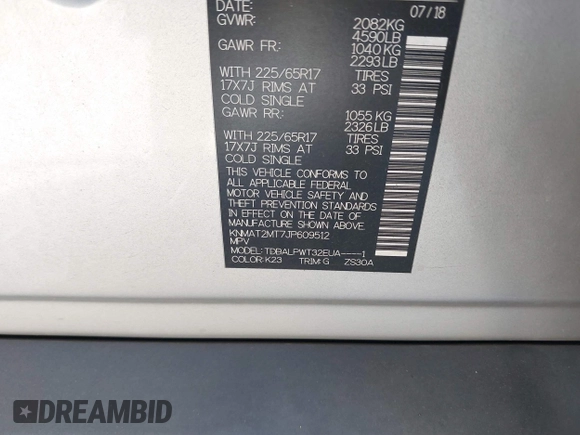 DATE: 07/18
GVWR: 2082KG
4590LB
GAWR FR: 1040KG
2293LB
WITH 225/65R17 TIRES
17X7J RIMS AT 33 PSI
COLD SINGLE
GAWR RR: 1055 KG
2326LB
WITH 225/65R17 TIRES
17X7J RIMS AT 33 PSI
COLD SINGLE
THIS VEHICLE CONFORMS TO
ALL APPLICABLE FEDERAL
MOTOR VEHICLE SAFETY AND
THEFT PREVENTION STANDARDS
IN EFFECT ON THE DATE OF
MANUFACTURE SHOWN ABOVE.
KNMAT2MT7JP609512
MPV
MODEL: TDBALPWT32EUA----1
COLOR:K23 TRIM:G ZS30A
DREAMBID